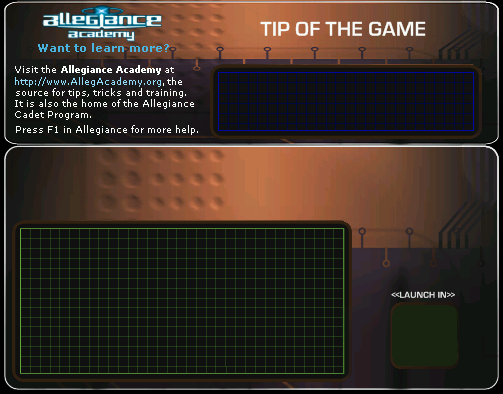 allegiance
academy
Want to learn more?
TIP OF THE GAME
Visit the Allegiance Academy at
http://www.AllegAcademy.org, the
source for tips, tricks and training.
It is also the home of the Allegiance
Cadet Program.
Press F1 in Allegiance for more help.
<<LAUNCH IN>>